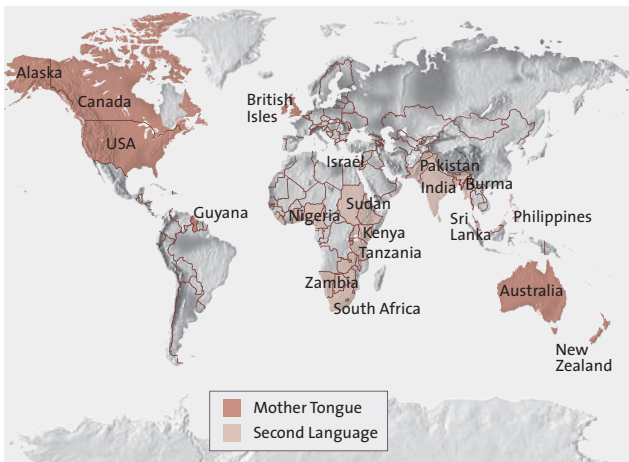 Alaska
Canada
USA
British
Isles
Israel
Pakistan
India
Burma
Guyana
Nigeria
Sudan
Sri
Lanka
Philippines
Kenya
Tanzania
Zambia
South Africa
Australia
New
Zealand
Mother Tongue
Second Language